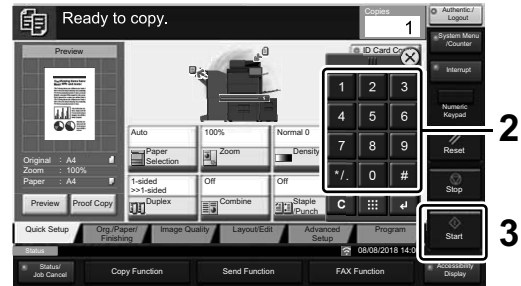 Ready to copy.
Copies
1
Authentic./
Logout
System Menu
/Counter
Interrupt
Numeric
Keypad
Reset
Stop
Start
Preview
ID Card Copy
Original : A4
Zoom : 100%
Paper : A4
Preview
Proof Copy
Auto
Paper
Selection
100%
Zoom
Normal 0
Density
1-sided
>>1-sided
Duplex
Off
Combine
Off
Staple
/Punch
1 2 3
4 5 6
7 8 9
*/. 0 #
C
2
3
Quick Setup
Org./Paper/
Finishing
Image Quality
Layout/Edit
Advanced
Setup
Program
Status
08/08/2018 14:0
Status/
Job Cancel
Copy Function
Send Function
FAX Function
Accessibility
Display